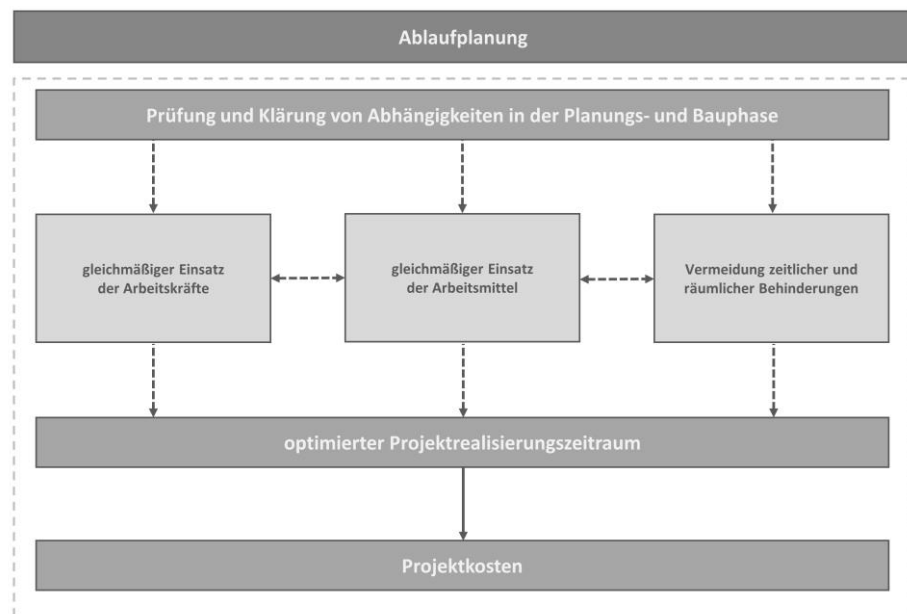 Ablaufplanung
Prüfung und Klärung von Abhängigkeiten in der Planungs- und Bauphase
gleichmäßiger Einsatz
der Arbeitskräfte
gleichmäßiger Einsatz
der Arbeitsmittel
Vermeidung zeitlicher und
räumlicher Behinderungen
optimierter Projektrealisierungszeitraum
Projektkosten